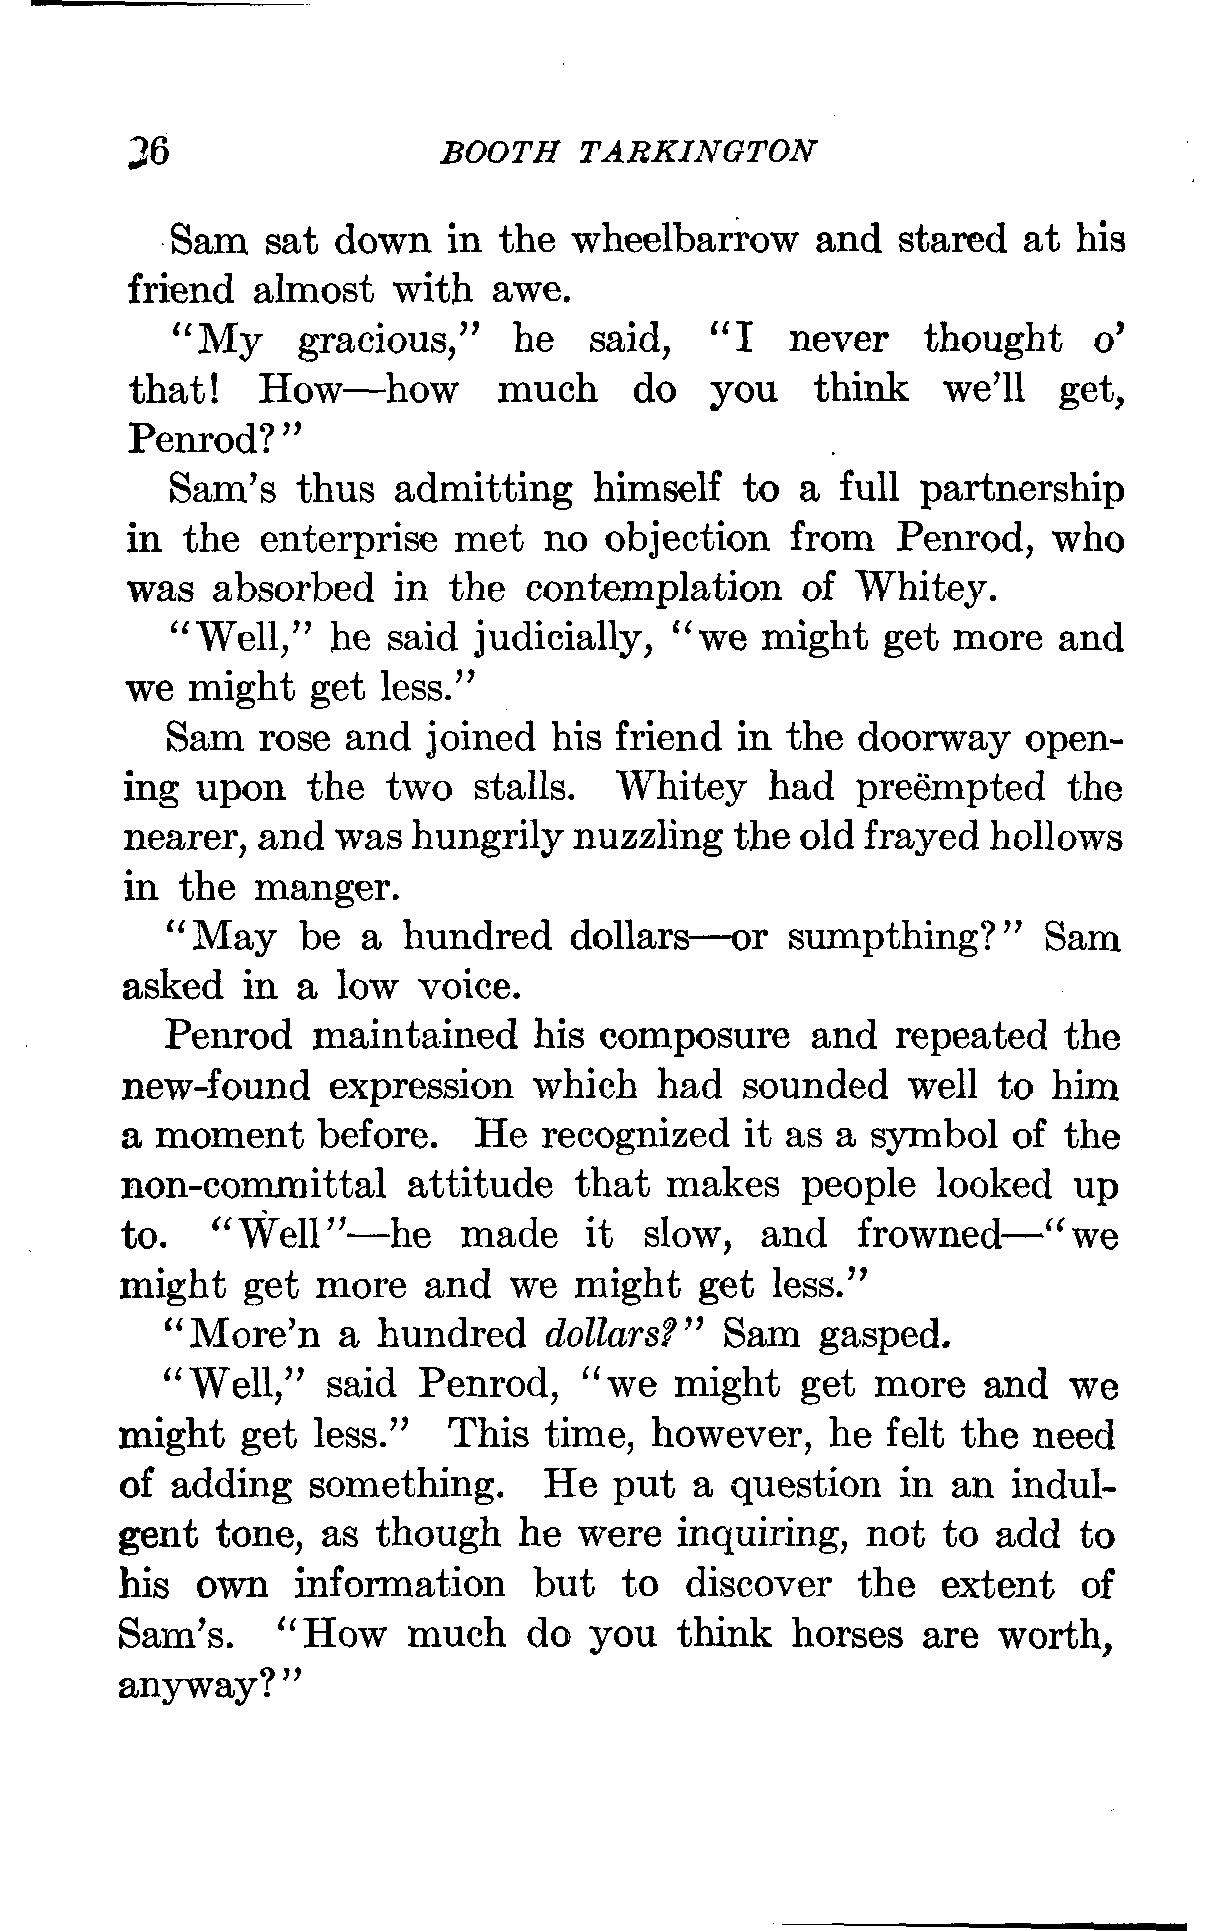 26 BOOTH TARKINGTON
Sam sat down in the wheelbarrow and stared at his
friend almost with awe.
"My gracious," he said, "I never thought o'
that! How—how much do you think we'll get,
Penrod?"
Sam's thus admitting himself to a full partnership
in the enterprise met no objection from Penrod, who
was absorbed in the contemplation of Whitey.
"Well," he said judicially, "we might get more and
we might get less."
Sam rose and joined his friend in the doorway open-
ing upon the two stalls. Whitey had preëmpted the
nearer, and was hungrily nuzzling the old frayed hollows
in the manger.
"May be a hundred dollars—or sumpthing?" Sam
asked in a low voice.
Penrod maintained his composure and repeated the
new-found expression which had sounded well to him
a moment before. He recognized it as a symbol of the
non-committal attitude that makes people looked up
to. "Well"—he made it slow, and frowned—"we
might get more and we might get less."
"More'n a hundred dollars?" Sam gasped.
"Well," said Penrod, "we might get more and we
might get less." This time, however, he felt the need
of adding something. He put a question in an indul-
gent tone, as though he were inquiring, not to add to
his own information but to discover the extent of
Sam's. "How much do you think horses are worth,
anyway?"